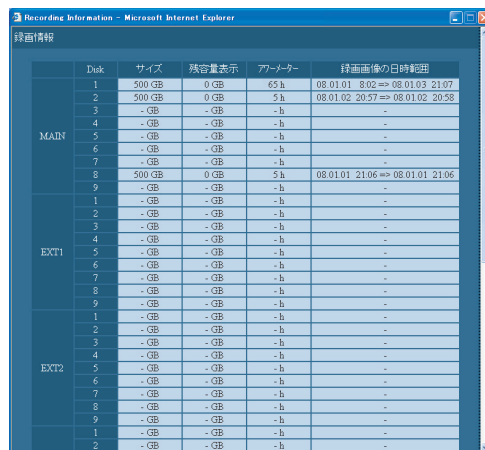 Recording Information - Microsoft Internet Explorer
録画情報
Disk サイズ 残容量表示 アワーメーター 録画画像の日時範囲
MAIN
1 500 GB 0 GB 65 h 08.01.01 8:02 => 08.01.03 21:07
2 500 GB 0 GB 5 h 08.01.02 20:57 => 08.01.02 20:58
3 - GB - GB - h -
4 - GB - GB - h -
5 - GB - GB - h -
6 - GB - GB - h -
7 - GB - GB - h -
8 500 GB 0 GB 5 h 08.01.01 21:06 => 08.01.01 21:06
9 - GB - GB - h -
EXT1
1 - GB - GB - h -
2 - GB - GB - h -
3 - GB - GB - h -
4 - GB - GB - h -
5 - GB - GB - h -
6 - GB - GB - h -
7 - GB - GB - h -
8 - GB - GB - h -
9 - GB - GB - h -
EXT2
1 - GB - GB - h -
2 - GB - GB - h -
3 - GB - GB - h -
4 - GB - GB - h -
5 - GB - GB - h -
6 - GB - GB - h -
7 - GB - GB - h -
8 - GB - GB - h -
9 - GB - GB - h -
1 - GB - GB - h -
2 - GB - GB - h -